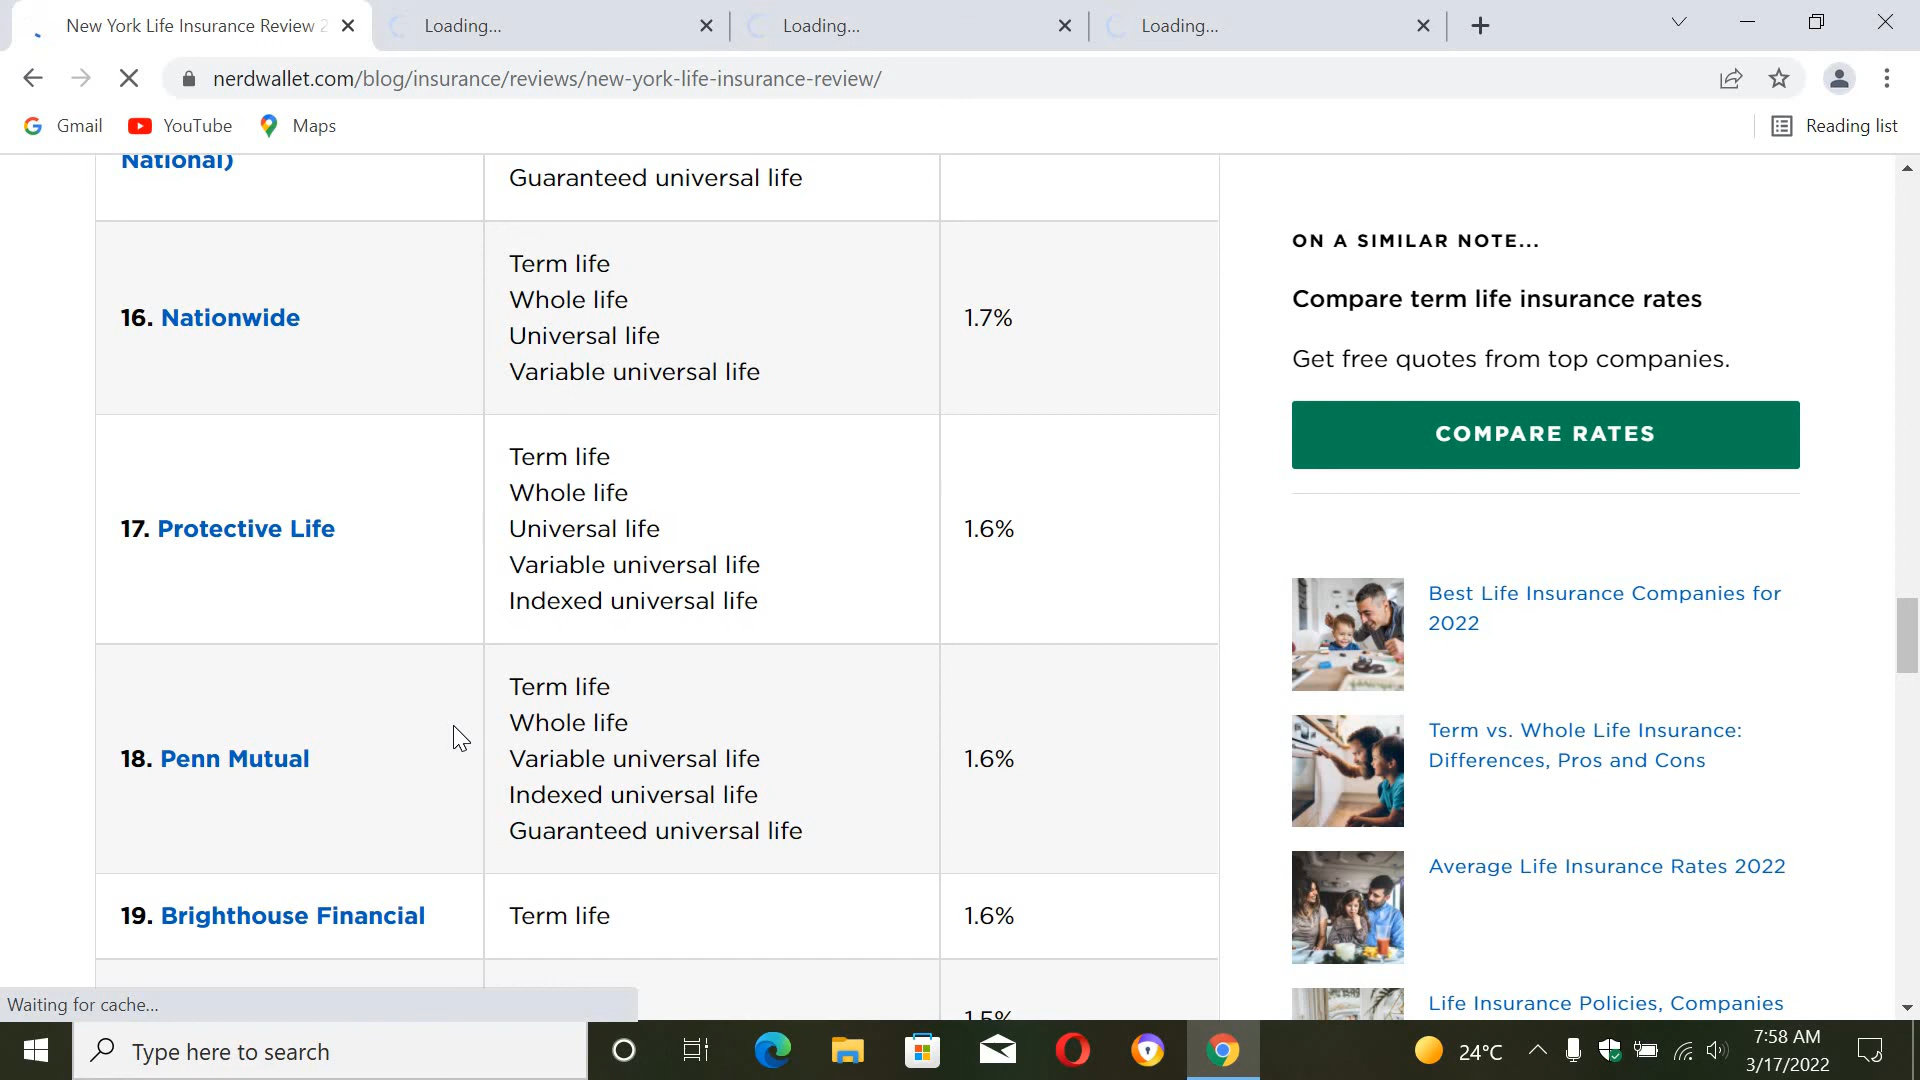 New York Life Insurance Review 2
Loading...
Loading...
Loading...
nerdwallet.com/blog/insurance/reviews/new-york-life-insurance-review/
Gmail
YouTube
Maps
Reading list
National)
Guaranteed universal life
16. Nationwide
Term life
Whole life
Universal life
Variable universal life
1.7%
17. Protective Life
Term life
Whole life
Universal life
Variable universal life
Indexed universal life
1.6%
18. Penn Mutual
Term life
Whole life
Variable universal life
Indexed universal life
Guaranteed universal life
1.6%
19. Brighthouse Financial
Term life
1.6%
1.5%
ON A SIMILAR NOTE...
Compare term life insurance rates
Get free quotes from top companies.
COMPARE RATES
Best Life Insurance Companies for
2022
Term vs. Whole Life Insurance:
Differences, Pros and Cons
Average Life Insurance Rates 2022
Life Insurance Policies, Companies
Waiting for cache...
Type here to search
24°C
7:58 AM
3/17/2022